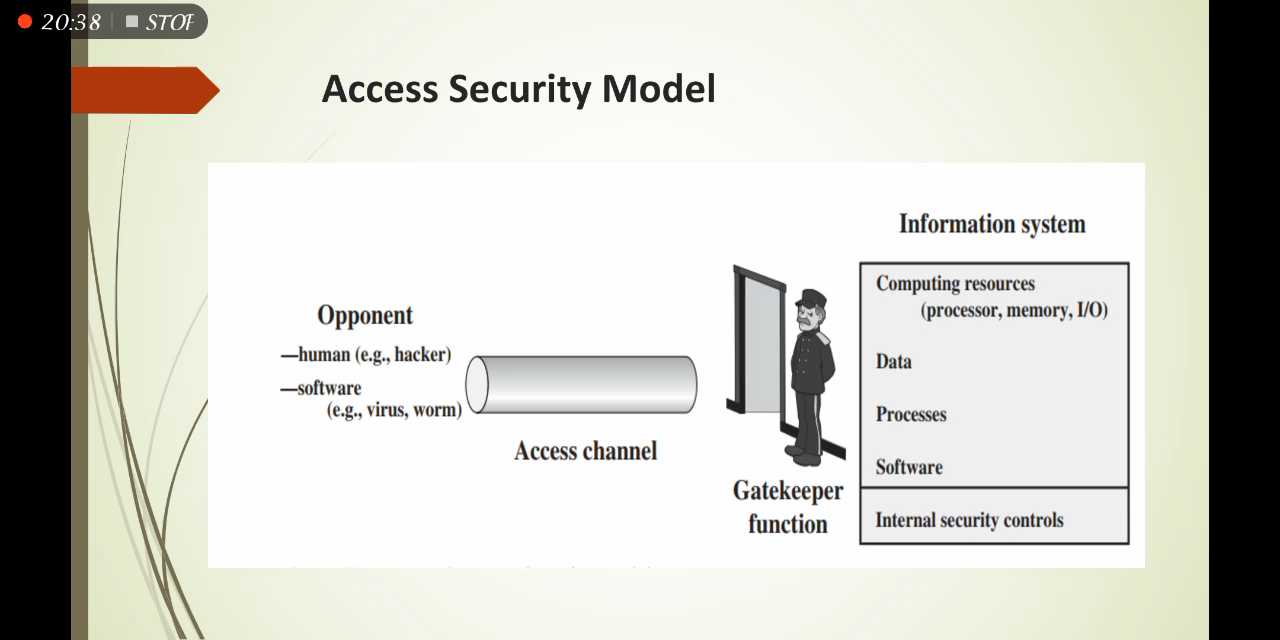 20:38 STOP
Access Security Model
Information system
Computing resources
(processor, memory, I/O)
Data
Processes
Software
Internal security controls
Opponent
—human (e.g., hacker)
—software
(e.g., virus, worm)
Access channel
Gatekeeper
function